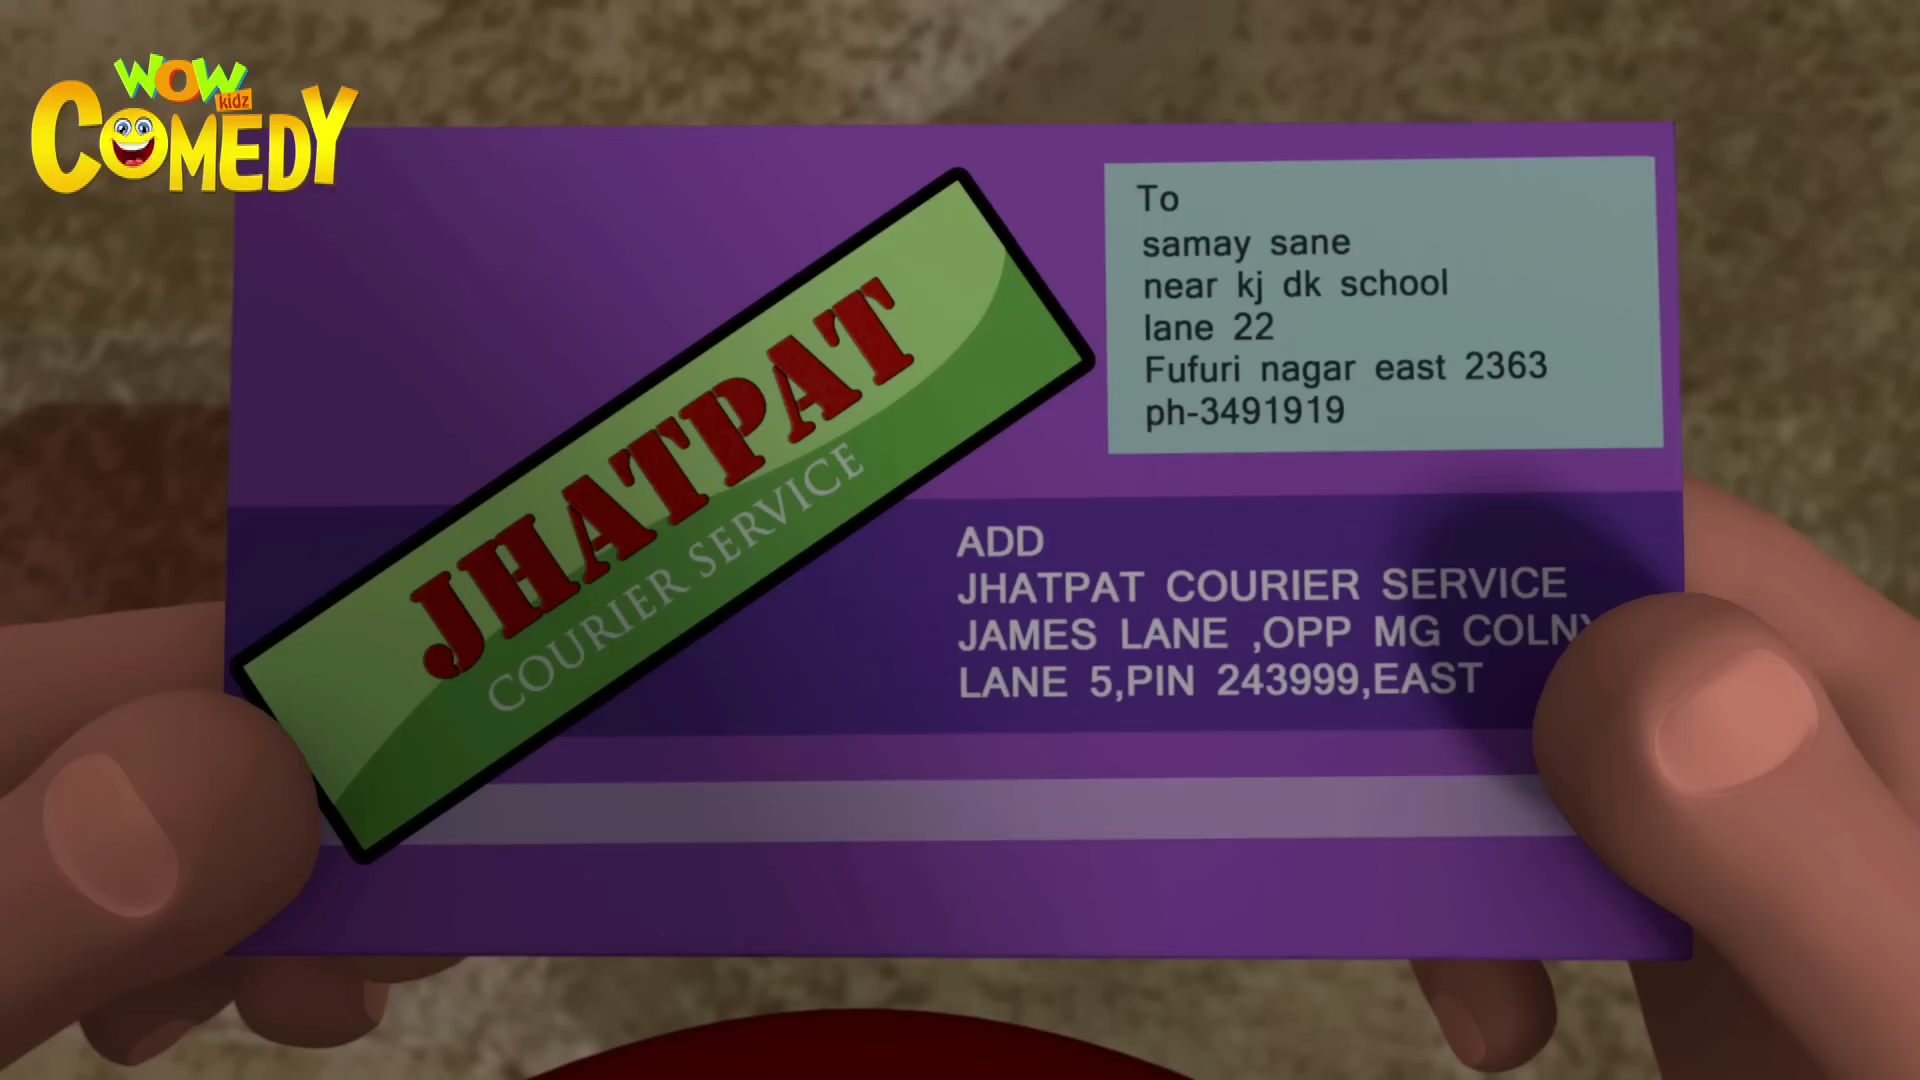 WOW
kidz
COMEDY
JHATPAT
COURIER SERVICE
To
samay sane
near kj dk school
lane 22
Fufuri nagar east 2363
ph-3491919
ADD
JHATPAT COURIER SERVICE
JAMES LANE ,OPP MG COLNY
LANE 5,PIN 243999,EAST